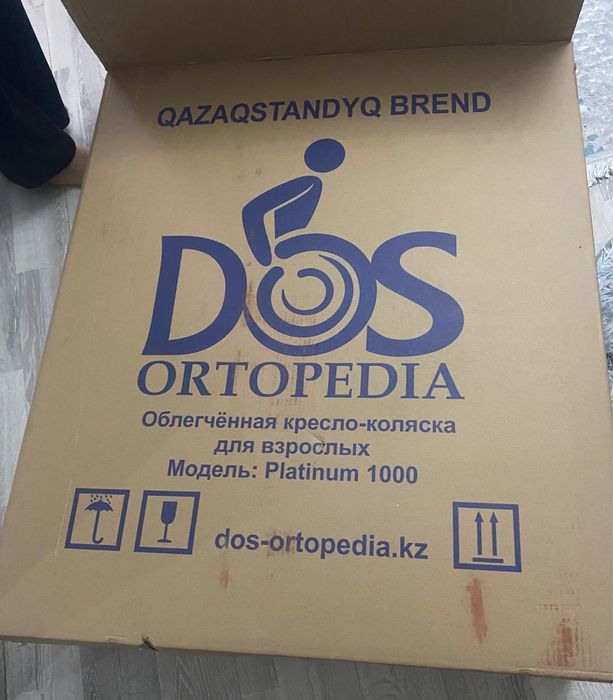 QAZAQSTANDYQ BREND
DOS
ORTOPEDIA
Облегчённая кресло-коляска
для взрослых
Модель: Platinum 1000
dos-ortopedia.kz